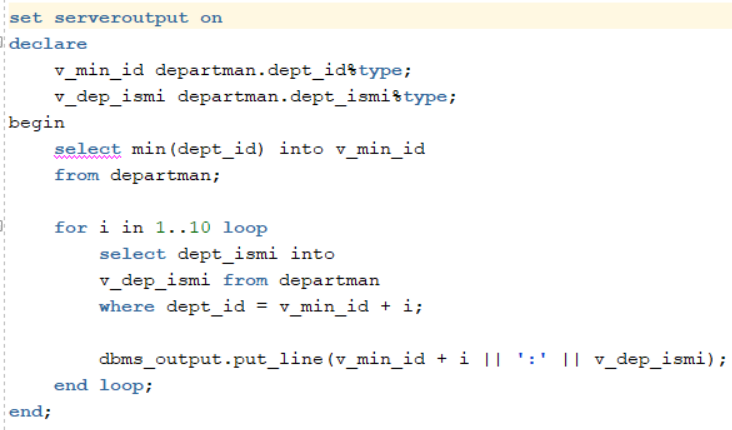 set serveroutput on
declare
    v_min_id departman.dept_id%type;
    v_dep_ismi departman.dept_ismi%type;
begin
    select min(dept_id) into v_min_id
    from departman;

    for i in 1..10 loop
        select dept_ismi into
        v_dep_ismi from departman
        where dept_id = v_min_id + i;

        dbms_output.put_line(v_min_id + i || ':' || v_dep_ismi);
    end loop;
end;